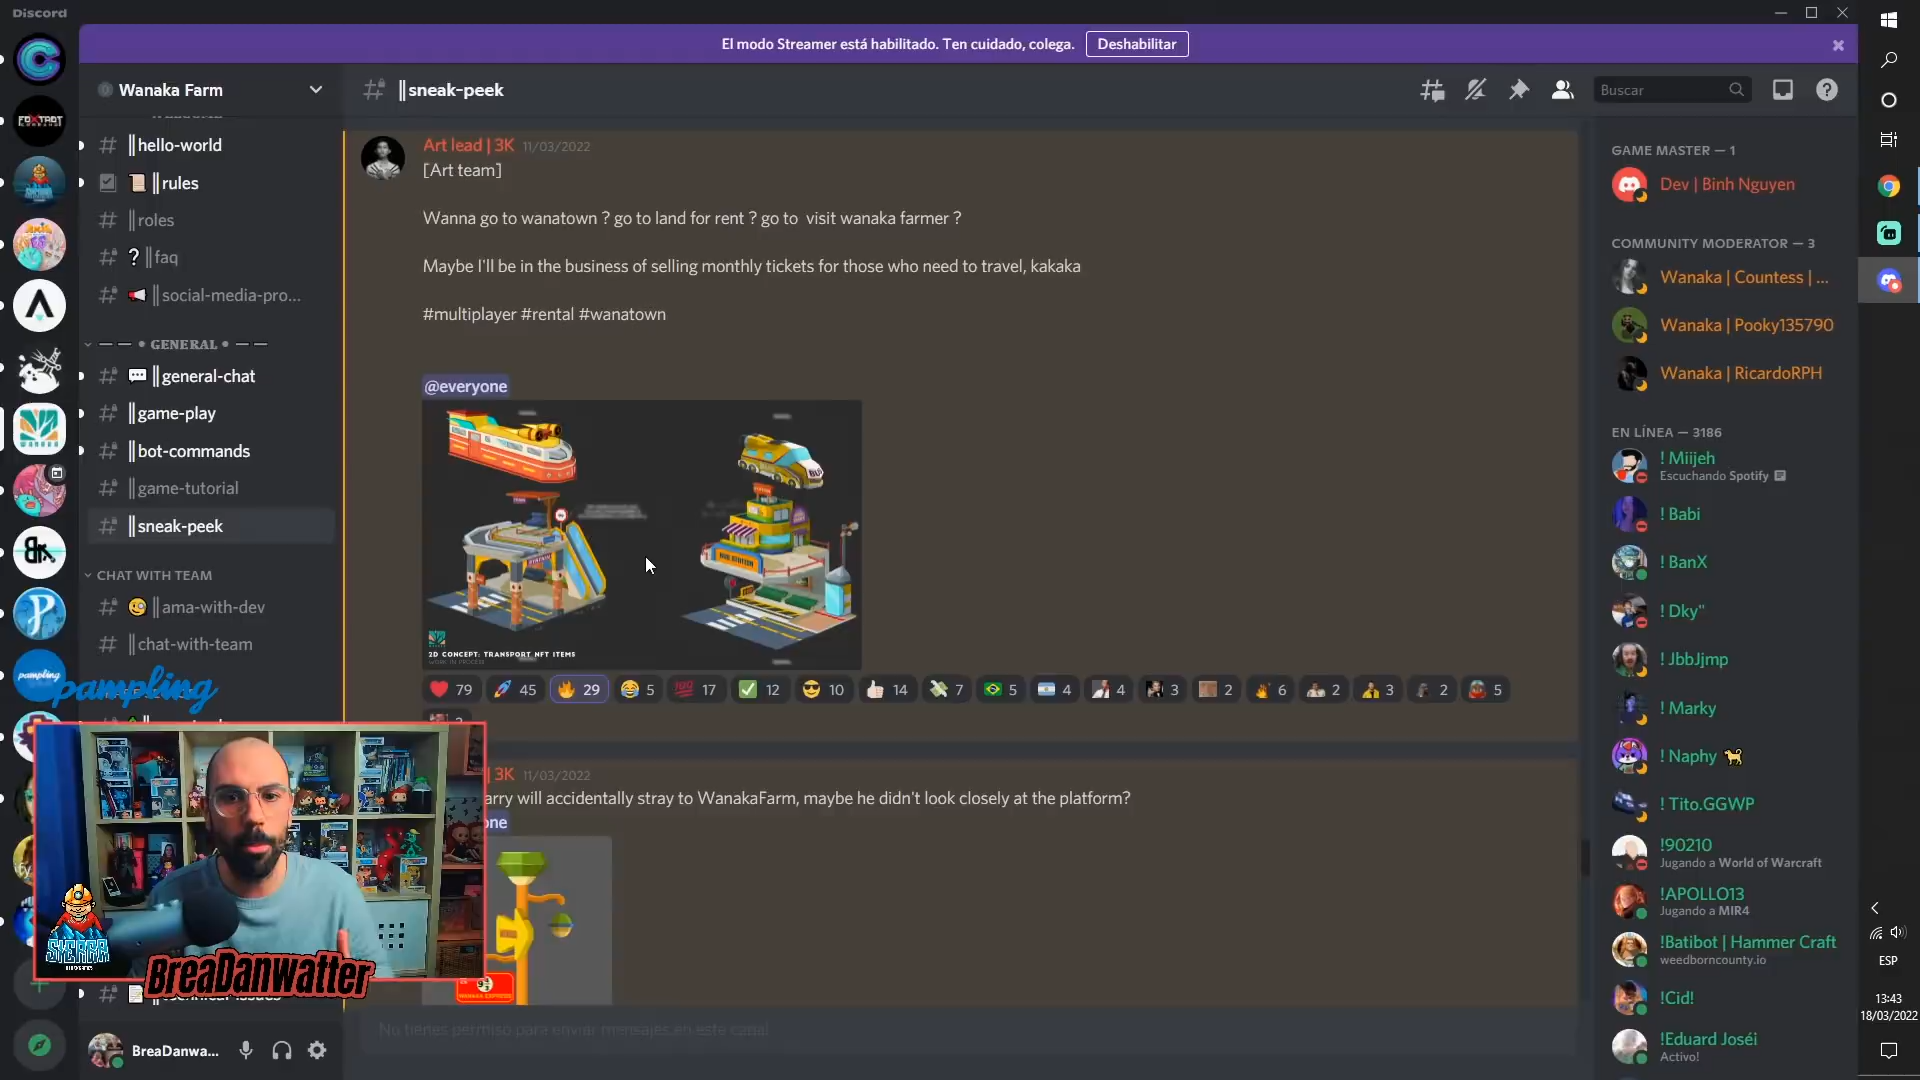 Discord
El modo Streamer está habilitado. Ten cuidado, colega.
Deshabilitar
Wanaka Farm
hello-world
rules
roles
faq
social-media-pro...
GENERAL
general-chat
game-play
bot-commands
game-tutorial
sneak-peek
CHAT WITH TEAM
ama-with-dev
chat-with-team
pampling
BreaDanwa...
sneak-peek
Buscar
Art lead | 3K 11/03/2022
[Art team]
Wanna go to wanatown ? go to land for rent ? go to visit wanaka farmer ?
Maybe I'll be in the business of selling monthly tickets for those who need to travel, kakaka
#multiplayer #rental #wanatown
@everyone
2D CONCEPT: TRANSPORT NFT ITEMS
WORK IN PROCESS
79 45 29 5 17 12 10 14 7 5 4 4 3 2 6 2 3 2 5
| 3K 11/03/2022
will accidentally stray to WanakaFarm, maybe he didn't look closely at the platform?
BreaDanwatter
No tienes permiso para enviar mensajes en este canal
GAME MASTER — 1
Dev | Binh Nguyen
COMMUNITY MODERATOR — 3
Wanaka | Countess | ...
Wanaka | Pooky135790
Wanaka | RicardoRPH
EN LÍNEA — 3186
! Miijeh
Escuchando Spotify
! Babi
! BanX
! Dky"
! JbbJjmp
! Marky
! Naphy
! Tito.GGWP
!90210
Jugando a World of Warcraft
!APOLLO13
Jugando a MIR4
!Batibot | Hammer Craft
weedborncounty.io
!Cid!
!Eduard Joséi
Activo!
ESP
13:43
18/03/2022